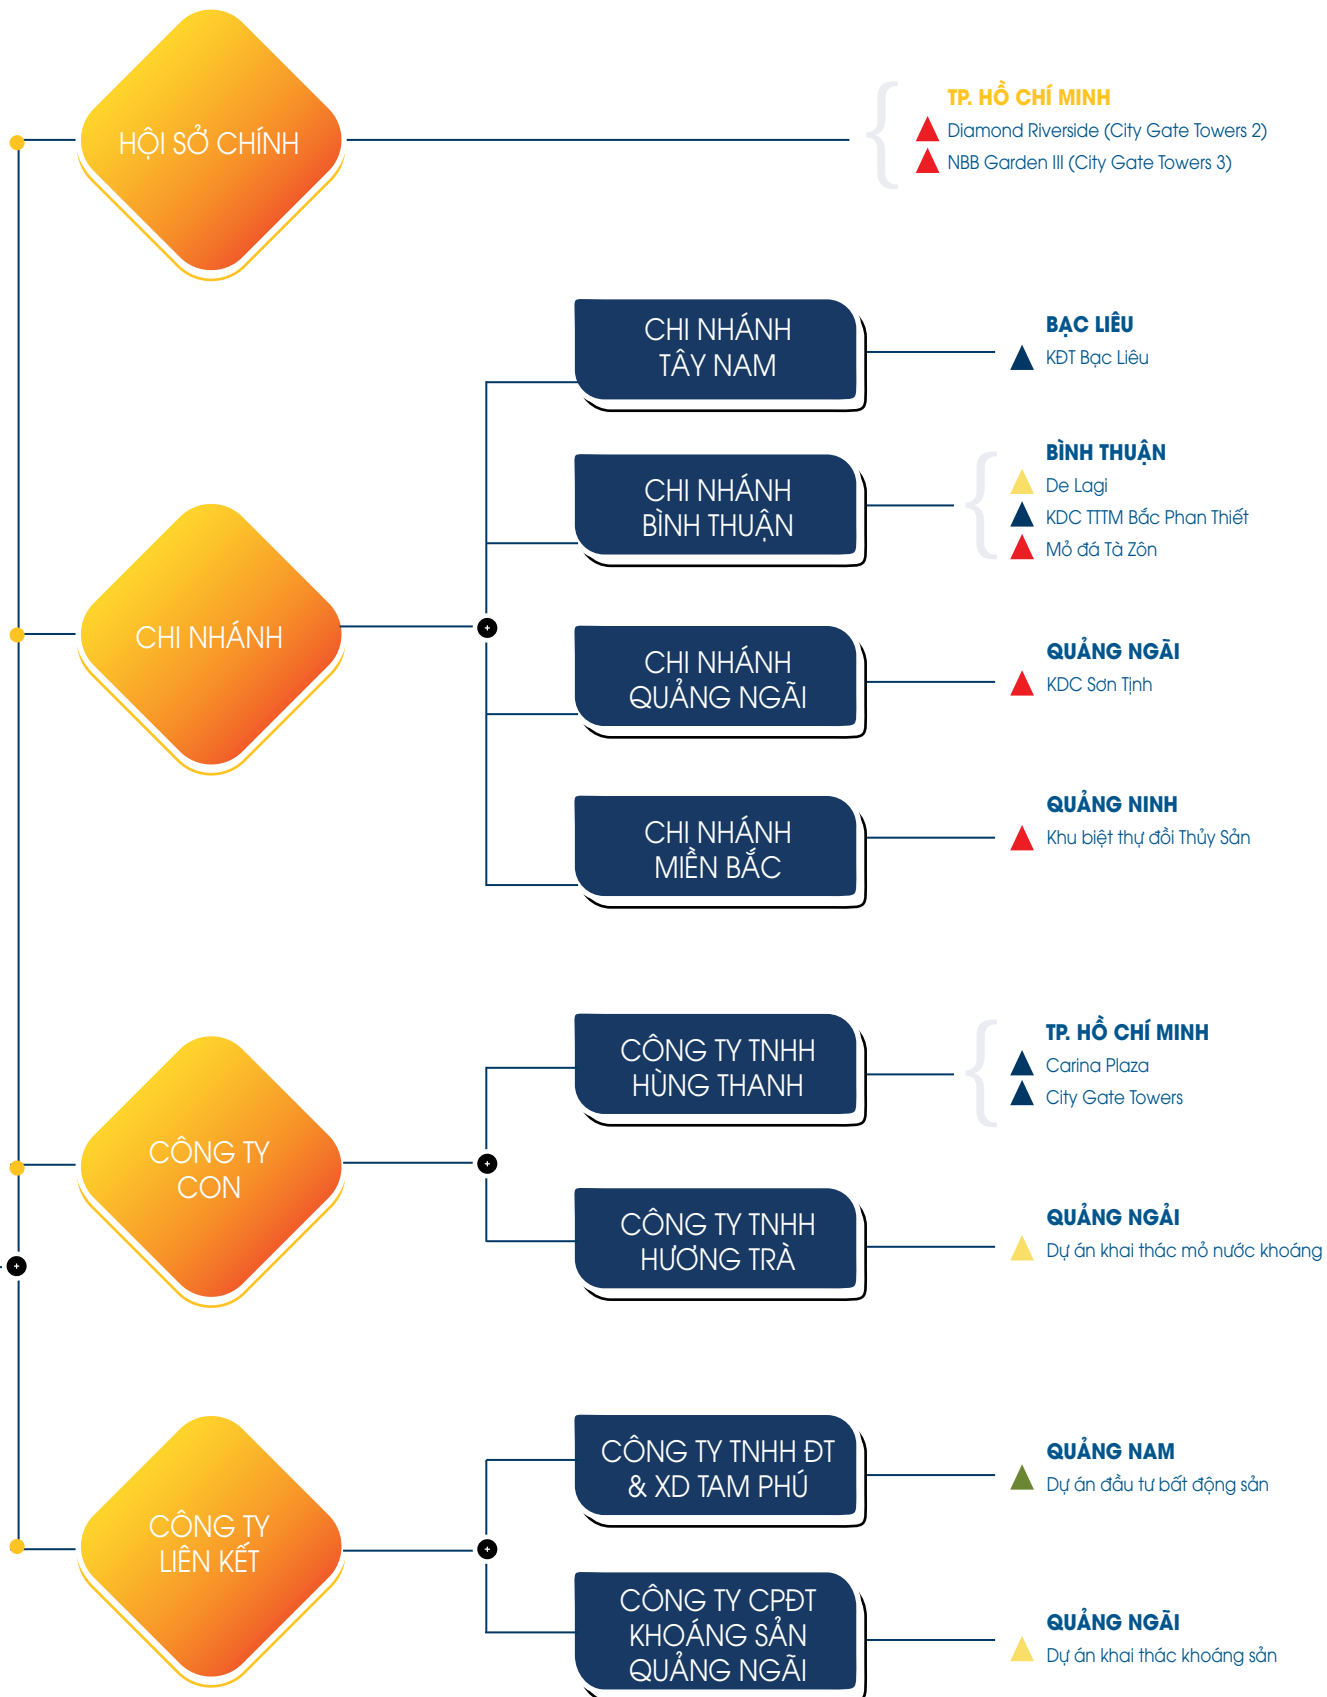 HỘI SỞ CHÍNH
TP. HỒ CHÍ MINH
Diamond Riverside (City Gate Towers 2)
NBB Garden III (City Gate Towers 3)
CHI NHÁNH
CHI NHÁNH
TÂY NAM
BẠC LIÊU
KĐT Bạc Liêu
CHI NHÁNH
BÌNH THUẬN
BÌNH THUẬN
De Lagi
KDC TTTM Bắc Phan Thiết
Mỏ đá Tà Zôn
CHI NHÁNH
QUẢNG NGÃI
QUẢNG NGÃI
KDC Sơn Tịnh
CHI NHÁNH
MIỀN BẮC
QUẢNG NINH
Khu biệt thự đồi Thủy Sản
CÔNG TY
CON
CÔNG TY TNHH
HÙNG THANH
TP. HỒ CHÍ MINH
Carina Plaza
City Gate Towers
CÔNG TY TNHH
HƯƠNG TRÀ
QUẢNG NGẢI
Dự án khai thác mỏ nước khoáng
CÔNG TY
LIÊN KẾT
CÔNG TY TNHH ĐT
& XD TAM PHÚ
QUẢNG NAM
Dự án đầu tư bất động sản
CÔNG TY CPĐT
KHOÁNG SẢN
QUẢNG NGÃI
QUẢNG NGÃI
Dự án khai thác khoáng sản